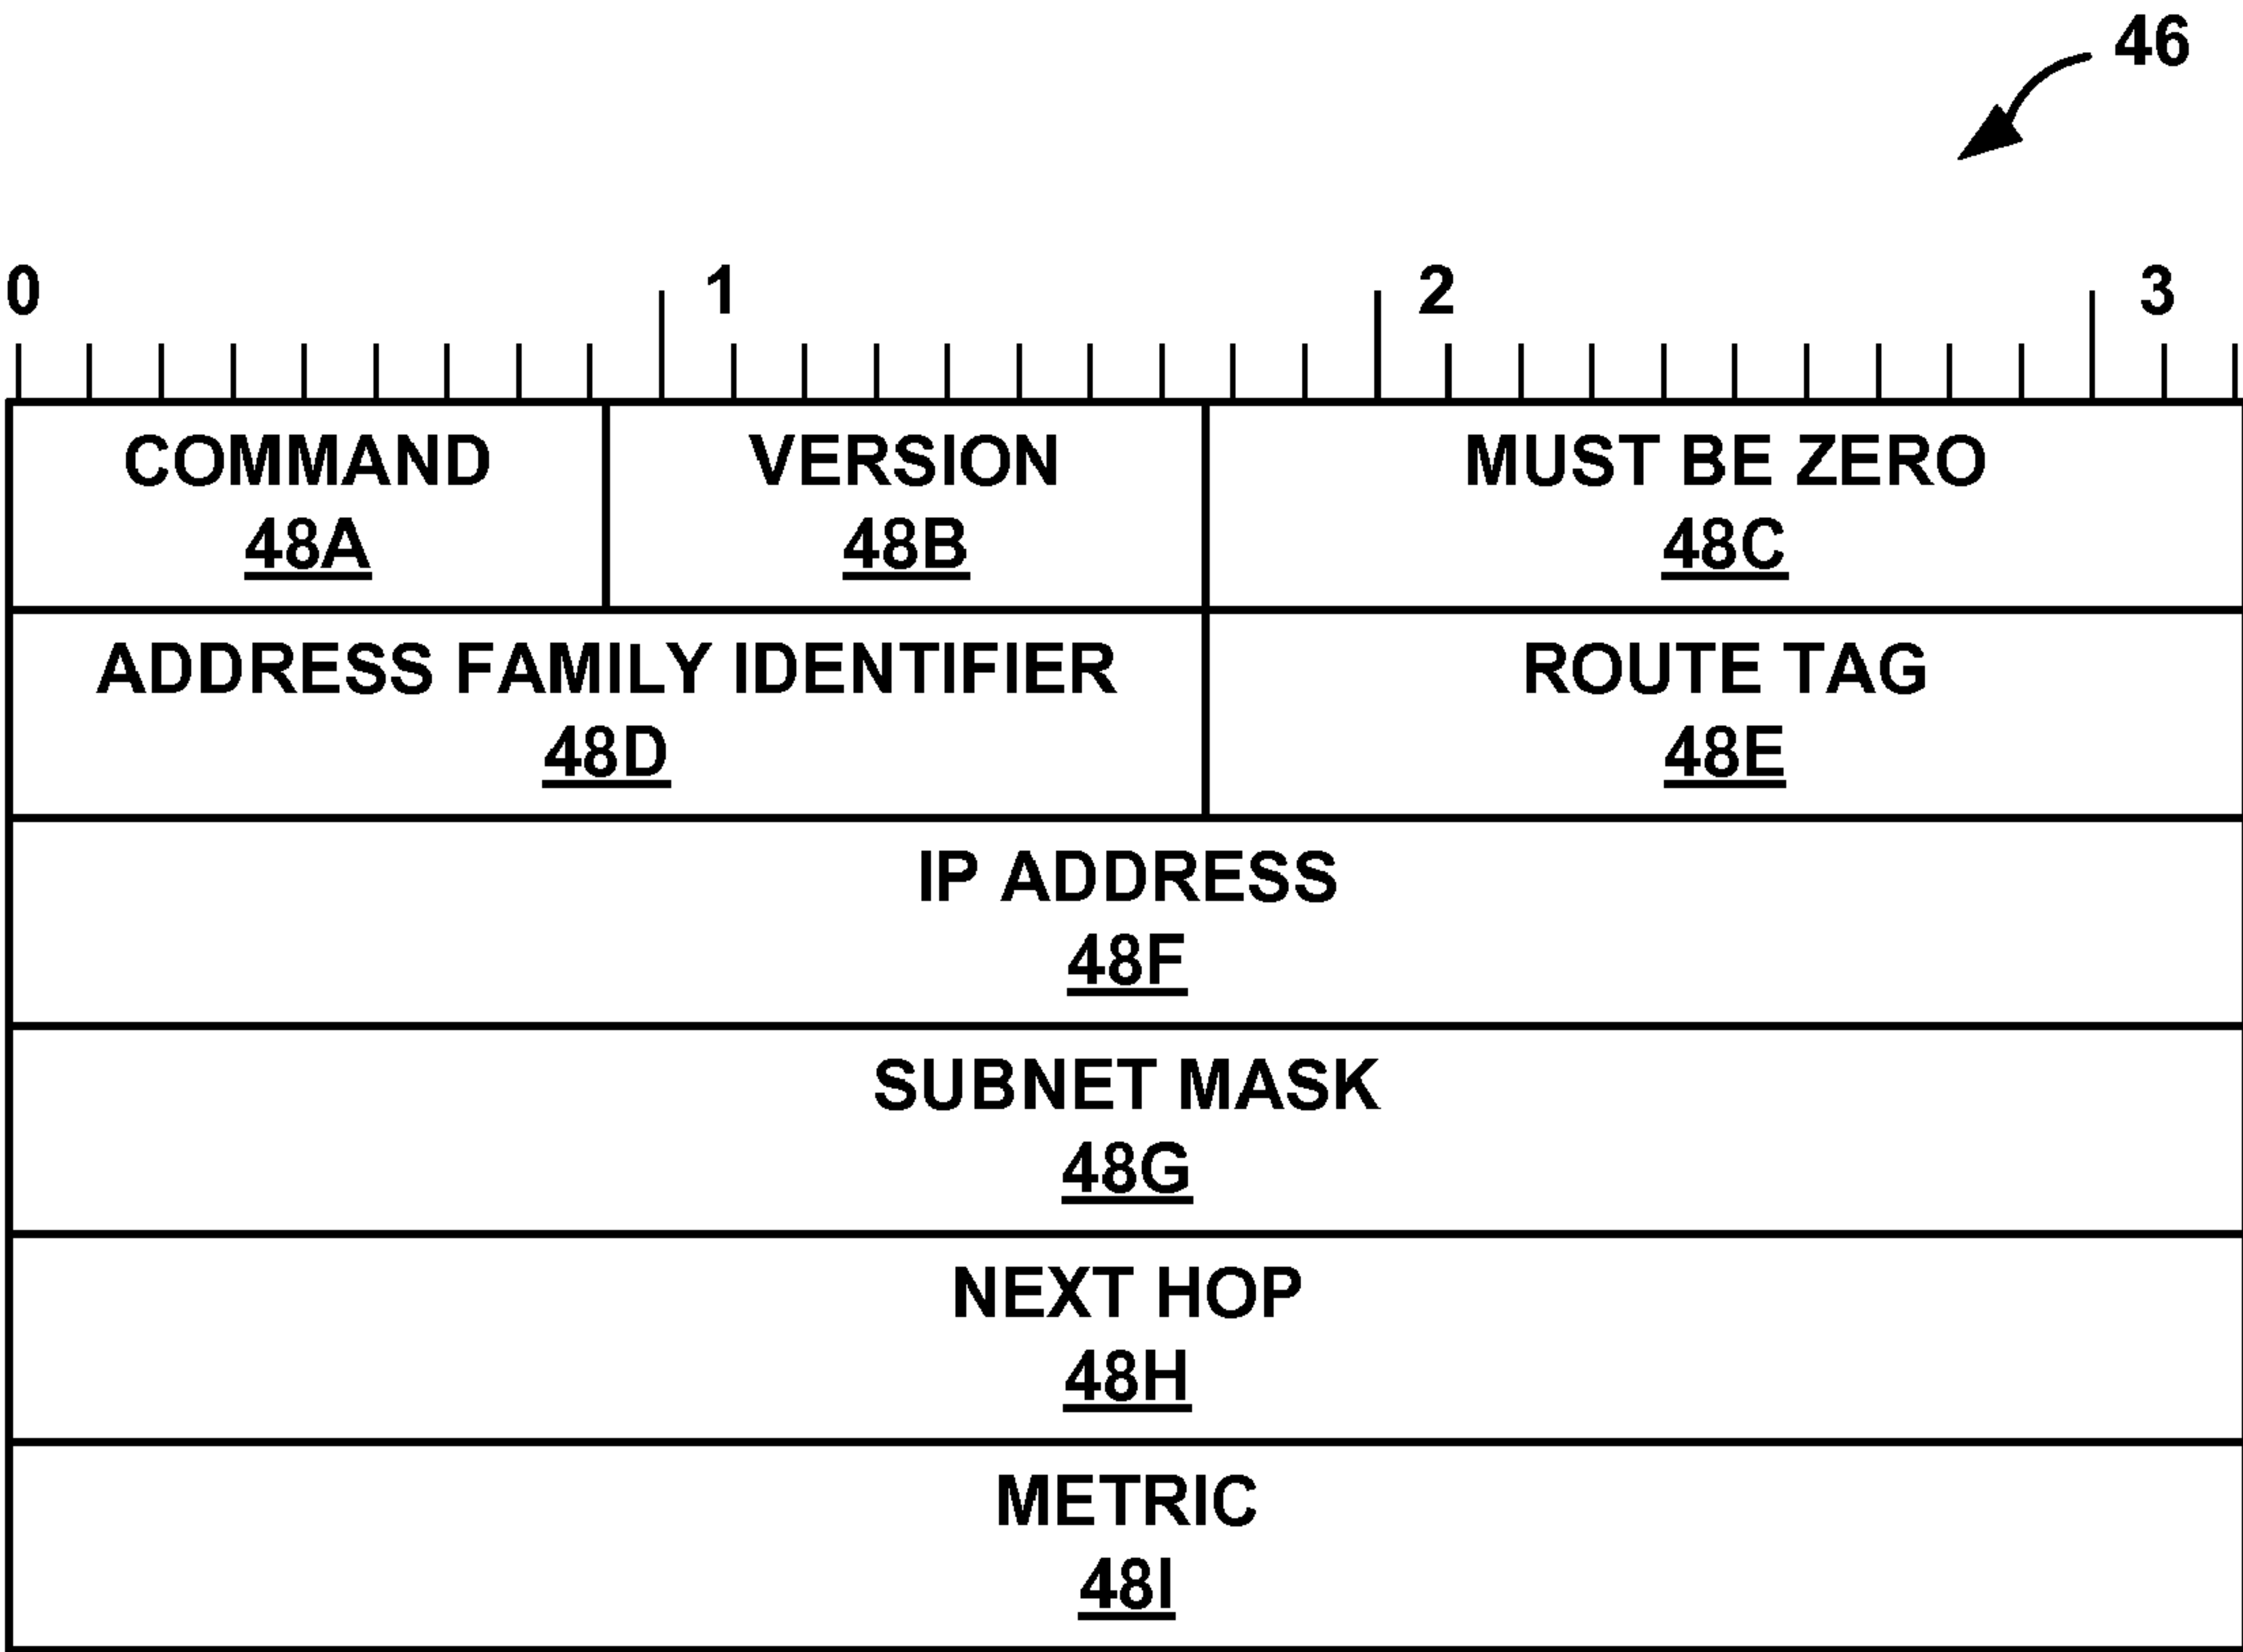 46
0 1 2 3
COMMAND VERSION MUST BE ZERO
48A 48B 48C
ADDRESS FAMILY IDENTIFIER ROUTE TAG
48D 48E
IP ADDRESS
48F
SUBNET MASK
48G
NEXT HOP
48H
METRIC
48I